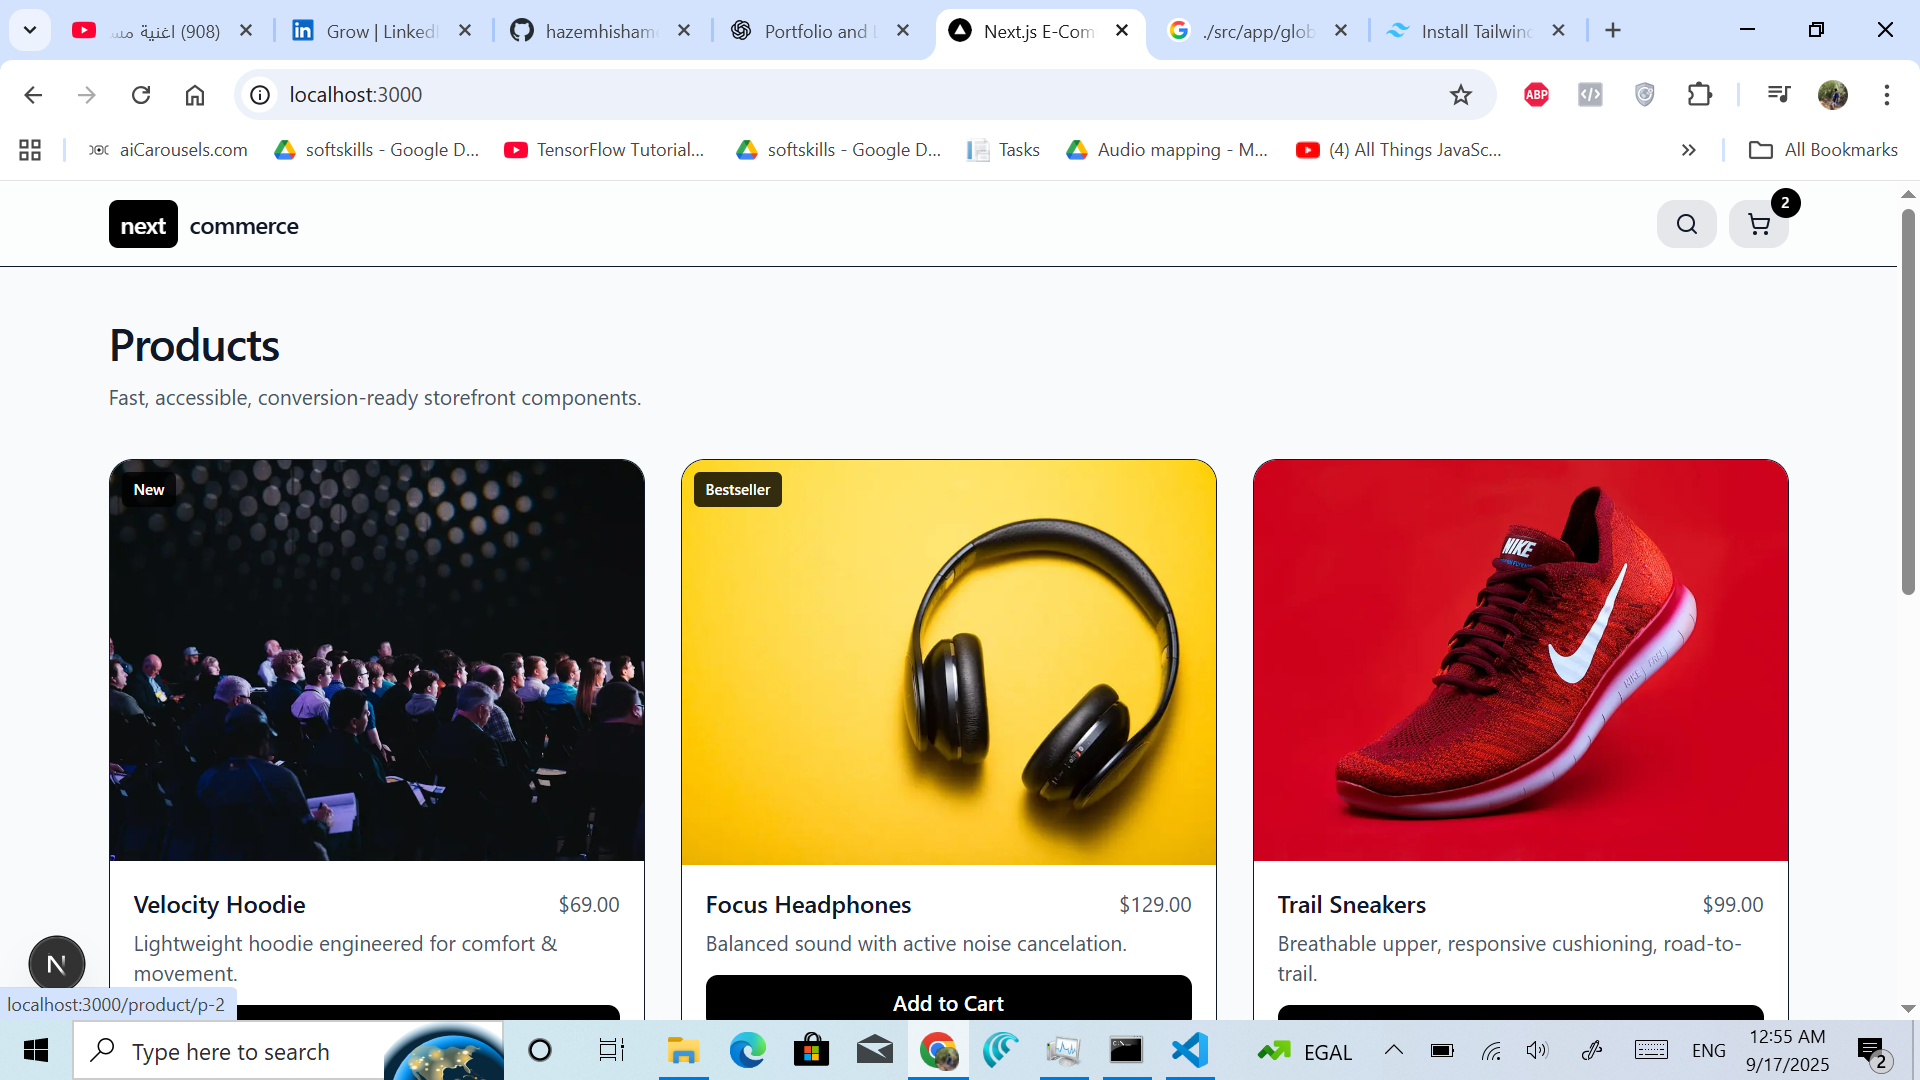 (908) اغنية مس
Grow | LinkedI
hazemhisham
Portfolio and L
Next.js E-Com
./src/app/glob
Install Tailwind
localhost:3000
ABP
aiCarousels.com
softskills - Google D...
TensorFlow Tutorial...
softskills - Google D...
Tasks
Audio mapping - M...
(4) All Things JavaSc...
All Bookmarks
next commerce
2
Products
Fast, accessible, conversion-ready storefront components.
New
Bestseller
NIKE
NIKE FREE
Velocity Hoodie
$69.00
Lightweight hoodie engineered for comfort &
movement.
Focus Headphones
$129.00
Balanced sound with active noise cancelation.
Add to Cart
Trail Sneakers
$99.00
Breathable upper, responsive cushioning, road-to-
trail.
N
localhost:3000/product/p-2
Type here to search
EGAL
ENG
12:55 AM
9/17/2025
2